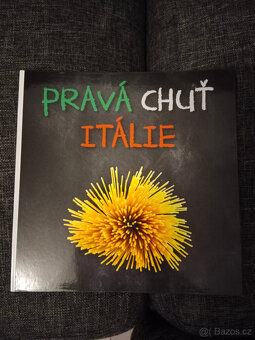 PRAVÁ CHUŤ
ITÁLIE
@( Bazos.cz